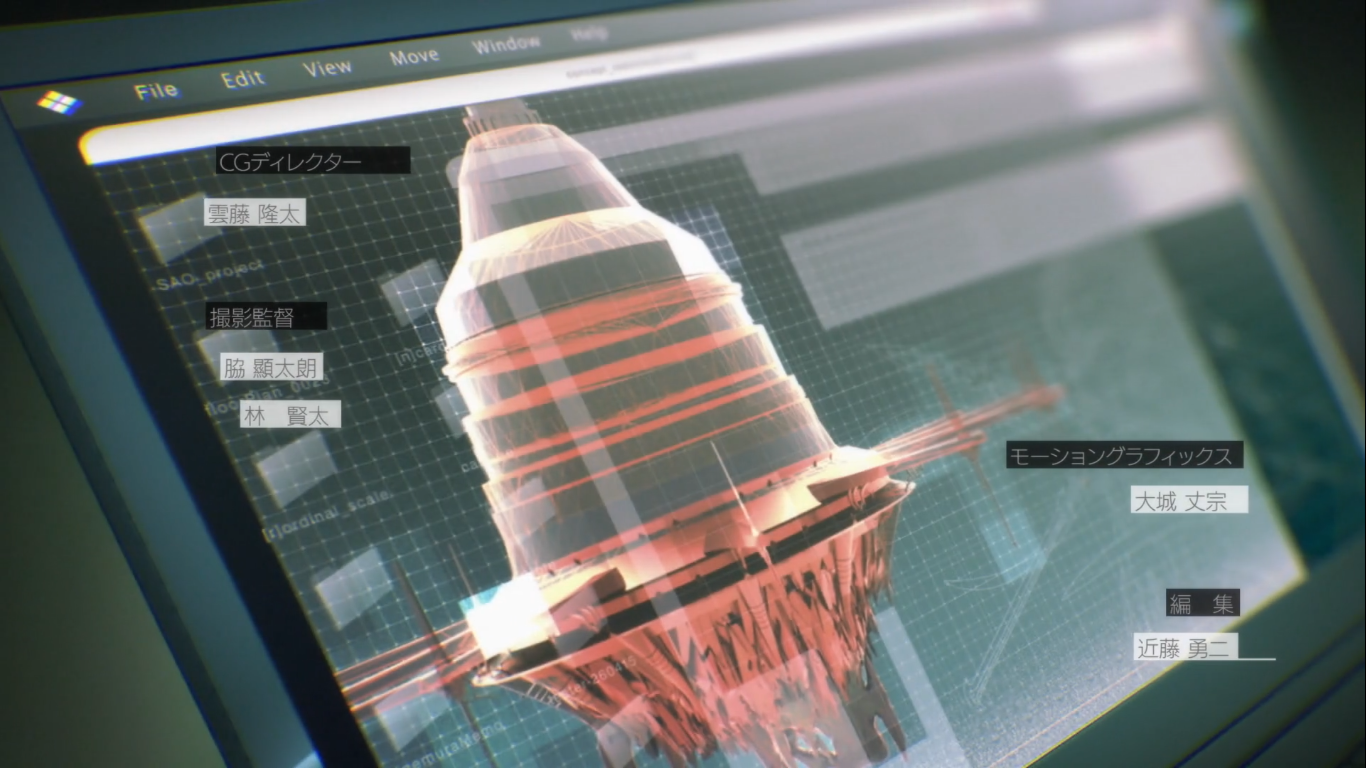 File Edit View Move Window Help
CGディレクター
雲藤 隆太
SAO_project
撮影監督
脇 顯太朗
林 賢太
[r]ordinal_scale
モーショングラフィックス
大城 丈宗
編 集
近藤 勇二